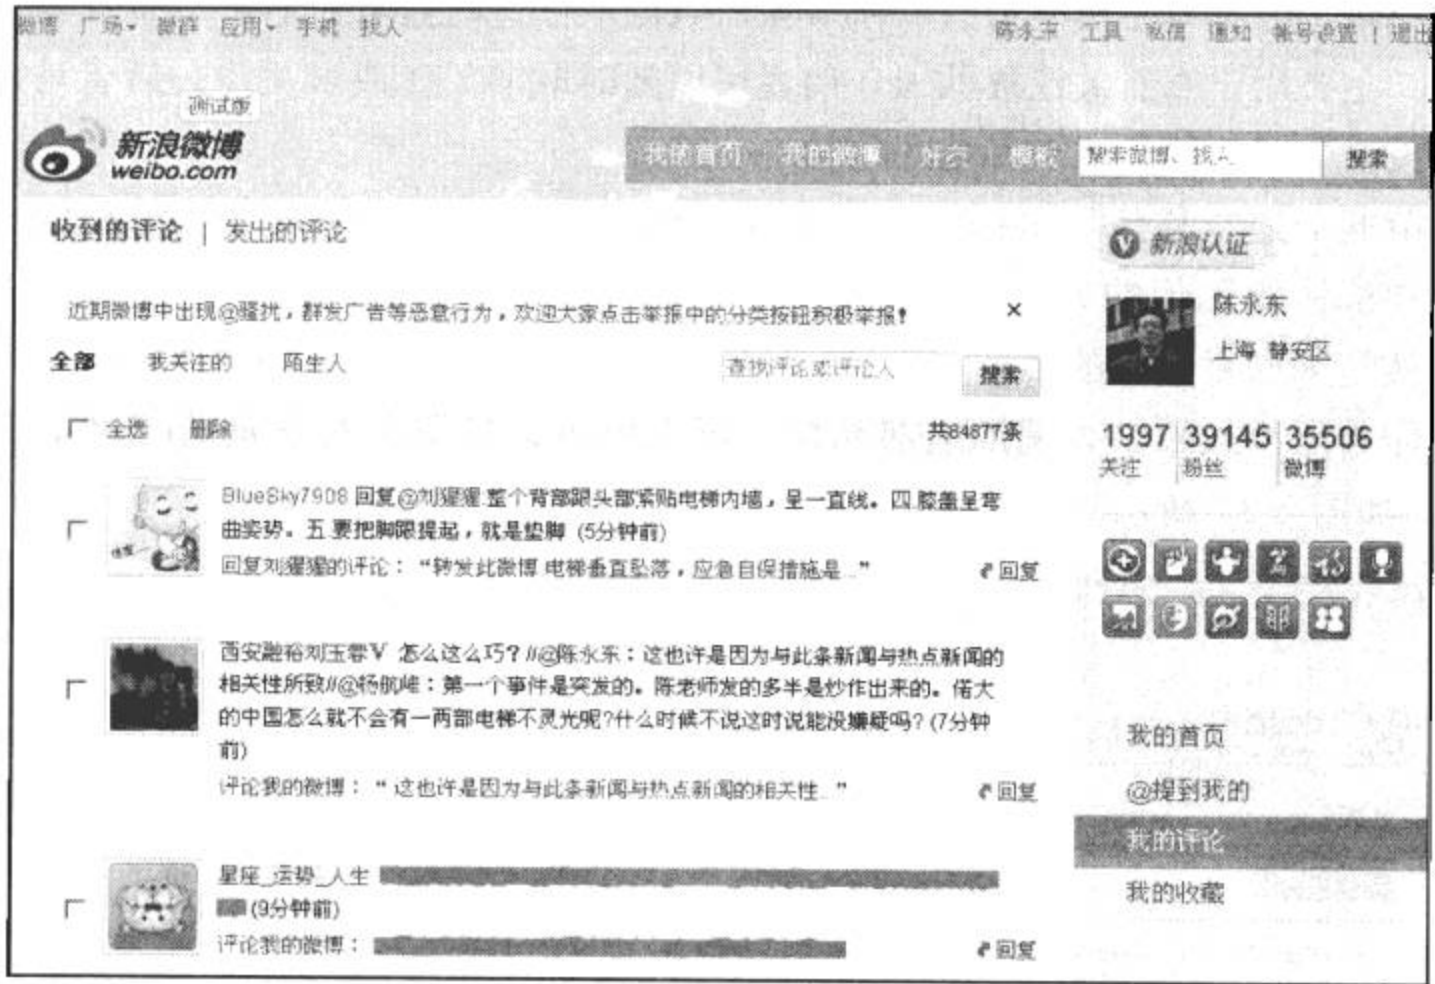 微博 广场 微群 应用 手机 找人
陈永东 工具 私信 通知 帐号设置 | 退出
测试版
新浪微博
weibo.com
我的首页 我的微博 好友 模板 搜索微博、找人 搜索
收到的评论 | 发出的评论
近期微博中出现@骚扰，群发广告等恶意行为，欢迎大家点击举报中的分类按钮积极举报！ ×
全部 我关注的 陌生人 查找评论或评论人 搜索
全选 删除 共84877条
BlueSky7908 回复@刘猩猩:整个背部跟头部紧贴电梯内墙，呈一直线。四.膝盖呈弯
曲姿势。五.要把脚跟提起，就是垫脚 (5分钟前)
回复刘猩猩的评论：“转发此微博:电梯垂直坠落，应急自保措施是...” 回复
西安融裕刘玉蓉V 怎么这么巧？//@陈永东：这也许是因为与此条新闻与热点新闻的
相关性所致//@杨航峰：第一个事件是突发的。陈老师发的多半是炒作出来的。偌大
的中国怎么就不会有一两部电梯不灵光呢?什么时候不说这时说能没嫌疑吗? (7分钟
前)
评论我的微博：“ 这也许是因为与此条新闻与热点新闻的相关性...” 回复
星座_运势_人生
(9分钟前)
评论我的微博： 回复
新浪认证
陈永东
上海 静安区
1997 39145 35506
关注 粉丝 微博
我的首页
@提到我的
我的评论
我的收藏